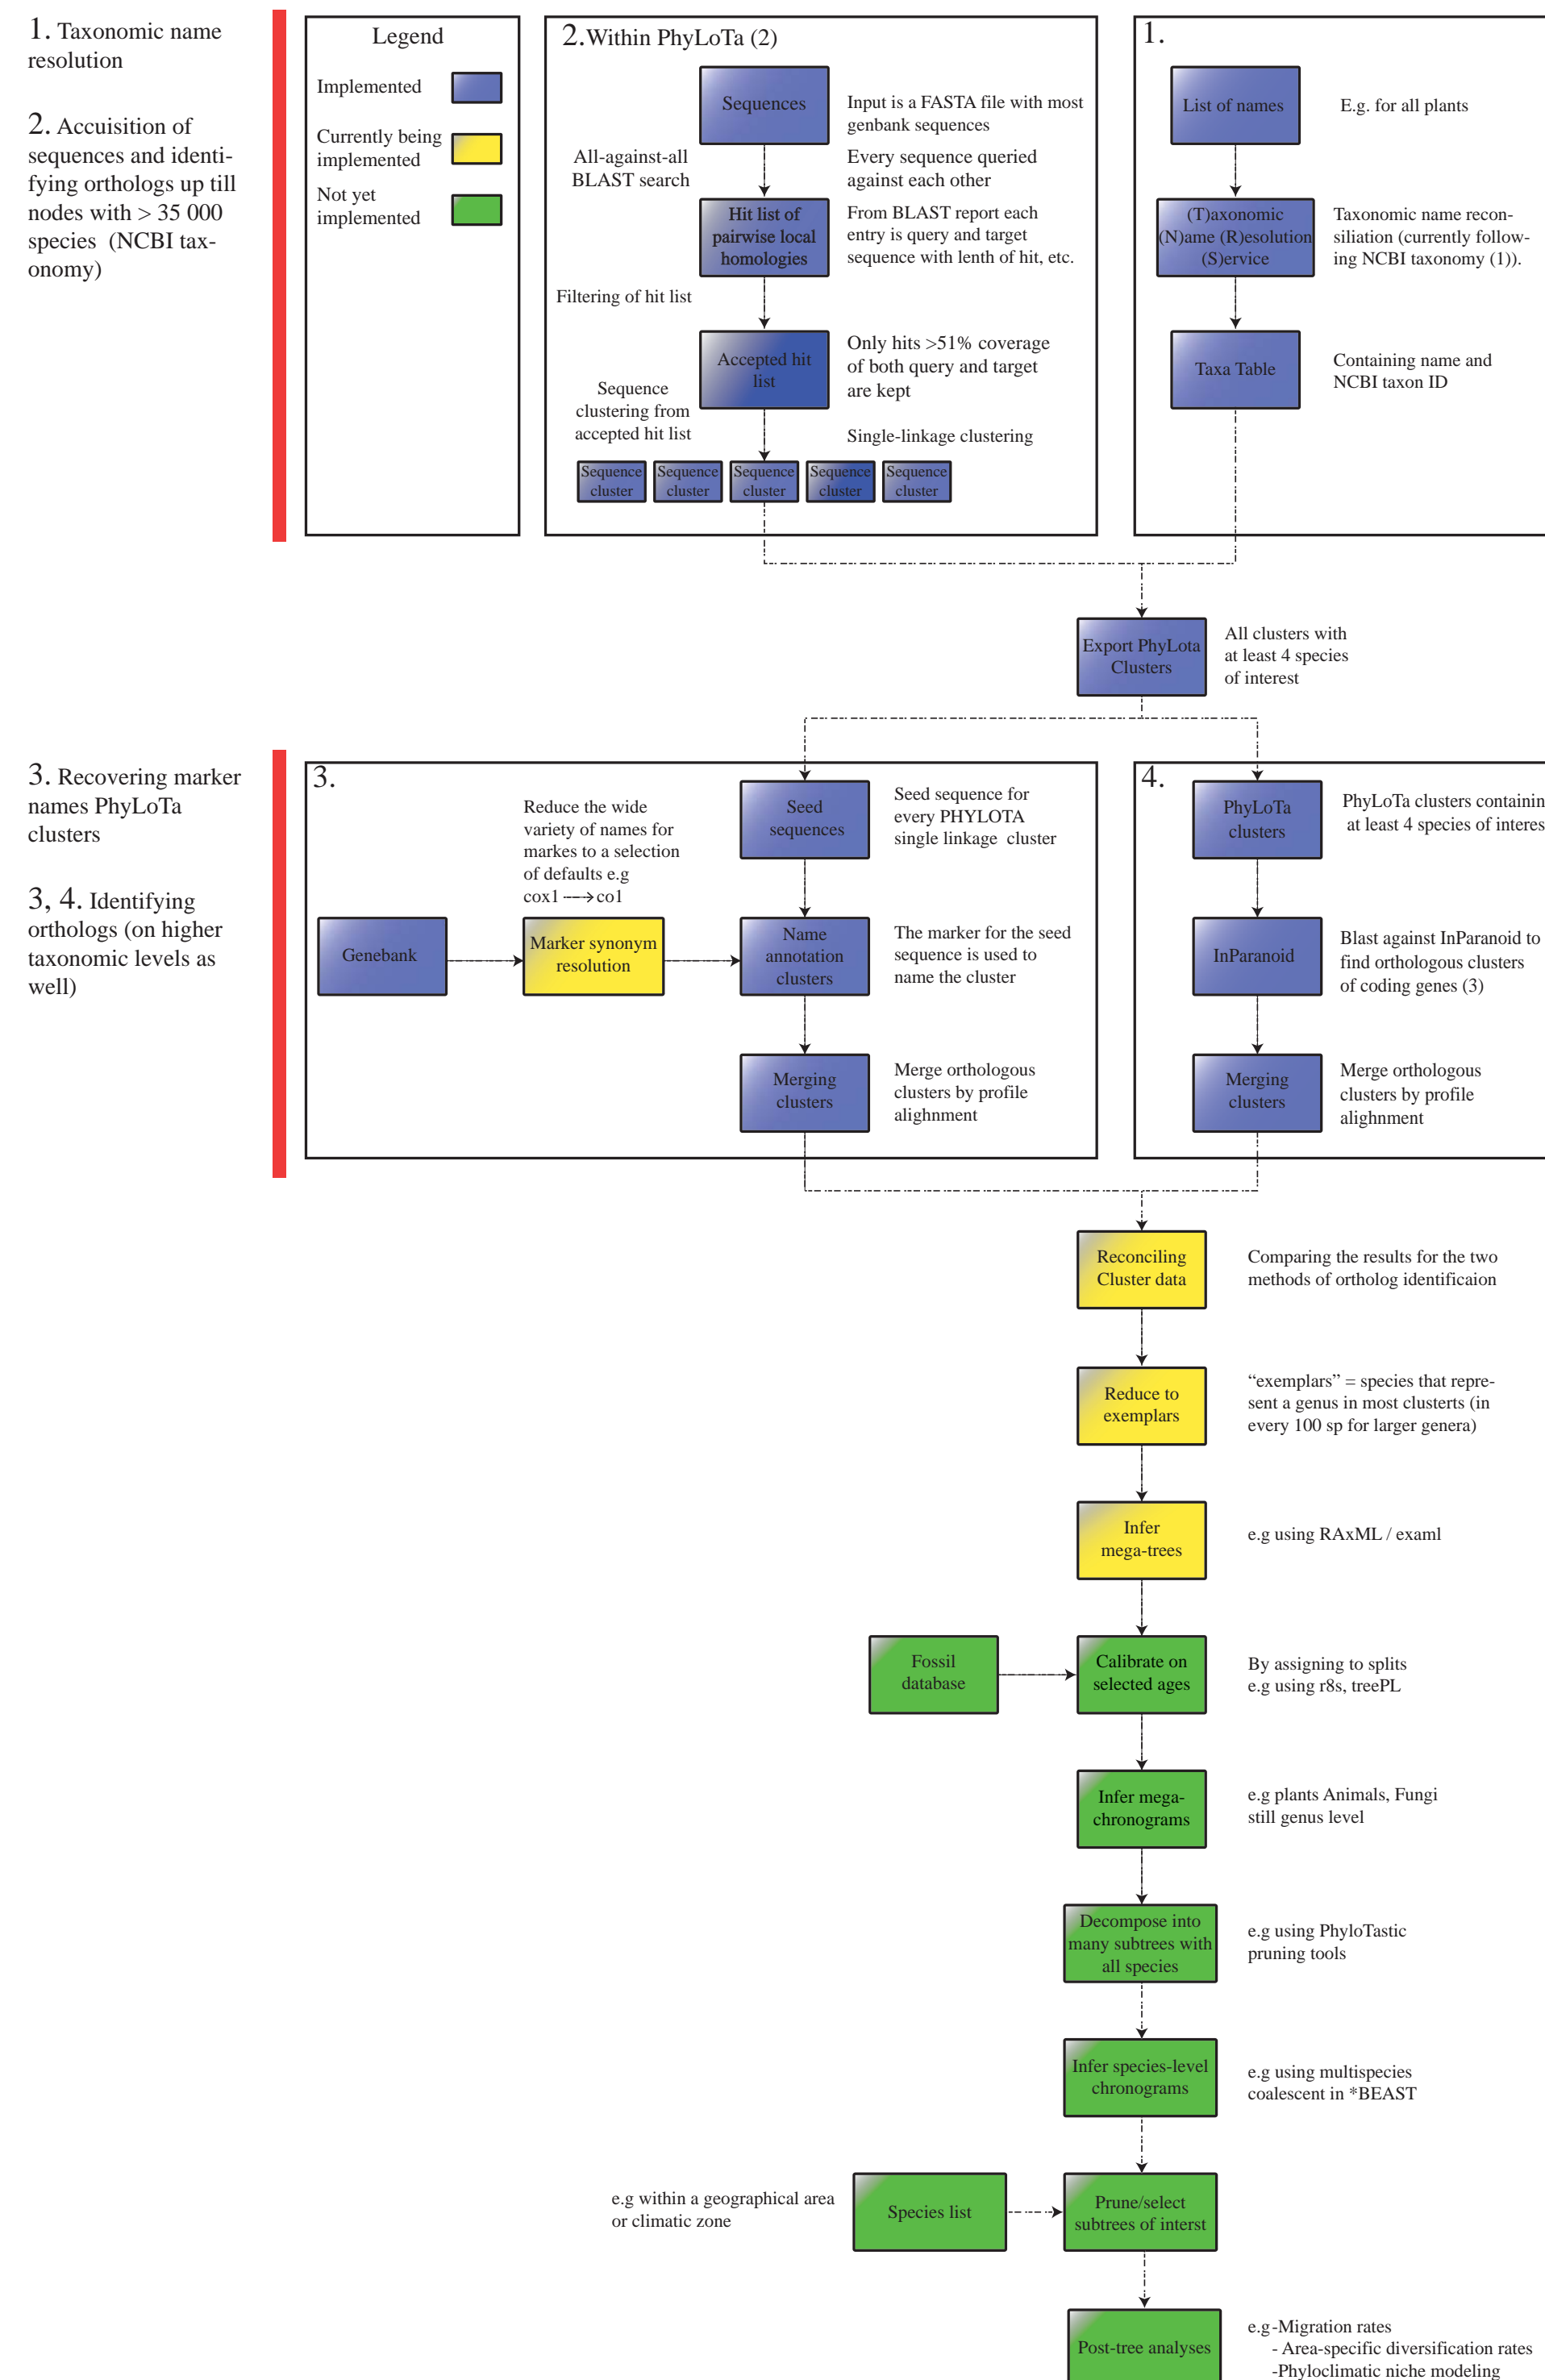 1. Taxonomic name
resolution
2. Accuisition of
sequences and identi-
fying orthologs up till
nodes with > 35 000
species (NCBI tax-
onomy)
Legend
Implemented
Currently being
implemented
Not yet
implemented
2.Within PhyLoTa (2)
Sequences
Input is a FASTA file with most
genbank sequences
All-against-all
BLAST search
Every sequence queried
against each other
Hit list of
pairwise local
homologies
From BLAST report each
entry is query and target
sequence with lenth of hit, etc.
Filtering of hit list
Accepted hit
list
Only hits >51% coverage
of both query and target
are kept
Sequence
clustering from
accepted hit list
Single-linkage clustering
Sequence
cluster
Sequence
cluster
Sequence
cluster
Sequence
cluster
Sequence
cluster
1.
List of names
E.g. for all plants
(T)axonomic
(N)ame (R)esolution
(S)ervice
Taxonomic name recon-
siliation (currently follow-
ing NCBI taxonomy (1)).
Taxa Table
Containing name and
NCBI taxon ID
Export PhyLota
Clusters
All clusters with
at least 4 species
of interest
3. Recovering marker
names PhyLoTa
clusters
3, 4. Identifying
orthologs (on higher
taxonomic levels as
well)
3.
Reduce the wide
variety of names for
markes to a selection
of defaults e.g
cox1 ----> co1
Seed
sequences
Seed sequence for
every PHYLOTA
single linkage cluster
Genebank
Marker synonym
resolution
Name
annotation
clusters
The marker for the seed
sequence is used to
name the cluster
Merging
clusters
Merge orthologous
clusters by profile
alighnment
4.
PhyLoTa
clusters
PhyLoTa clusters containin
at least 4 species of interes
InParanoid
Blast against InParanoid to
find orthologous clusters
of coding genes (3)
Merging
clusters
Merge orthologous
clusters by profile
alighnment
Reconciling
Cluster data
Comparing the results for the two
methods of ortholog identificaion
Reduce to
exemplars
“exemplars” = species that repre-
sent a genus in most clusterts (in
every 100 sp for larger genera)
Infer
mega-trees
e.g using RAxML / examl
Fossil
database
Calibrate on
selected ages
By assigning to splits
e.g using r8s, treePL
Infer mega-
chronograms
e.g plants Animals, Fungi
still genus level
Decompose into
many subtrees with
all species
e.g using PhyloTastic
pruning tools
Infer species-level
chronograms
e.g using multispecies
coalescent in *BEAST
e.g within a geographical area
or climatic zone
Species list
Prune/select
subtrees of interst
Post-tree analyses
e.g -Migration rates
- Area-specific diversification rates
-Phyloclimatic niche modeling